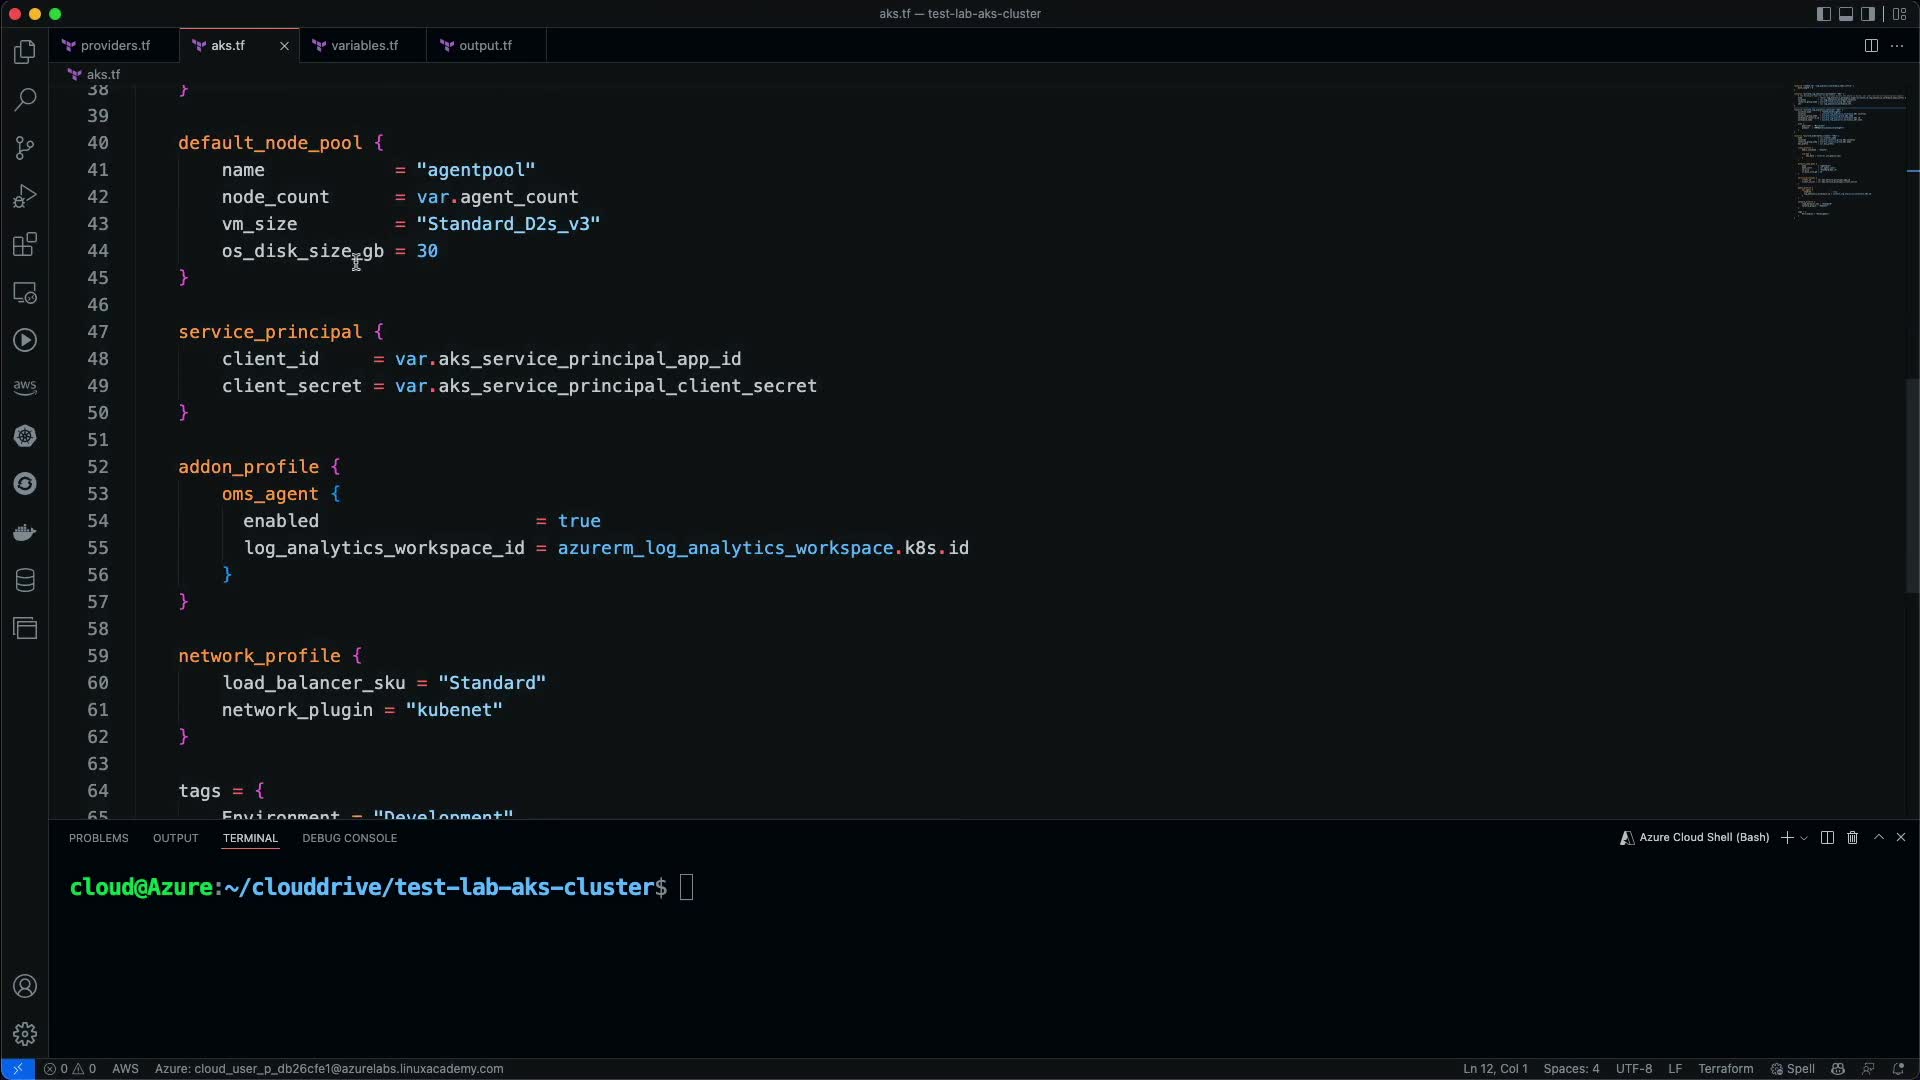 aks.tf — test-lab-aks-cluster
providers.tf
aks.tf
variables.tf
output.tf
aks.tf
38 }
39
40 default_node_pool {
41 name = "agentpool"
42 node_count = var.agent_count
43 vm_size = "Standard_D2s_v3"
44 os_disk_size_gb = 30
45 }
46
47 service_principal {
48 client_id = var.aks_service_principal_app_id
49 client_secret = var.aks_service_principal_client_secret
50 }
51
52 addon_profile {
53 oms_agent {
54 enabled = true
55 log_analytics_workspace_id = azurerm_log_analytics_workspace.k8s.id
56 }
57 }
58
59 network_profile {
60 load_balancer_sku = "Standard"
61 network_plugin = "kubenet"
62 }
63
64 tags = {
65 Environment = "Development"
aws
PROBLEMS OUTPUT TERMINAL DEBUG CONSOLE
Azure Cloud Shell (Bash)
cloud@Azure:~/clouddrive/test-lab-aks-cluster$
0 0 AWS Azure: cloud_user_p_db26cfe1@azurelabs.linuxacademy.com
Ln 12, Col 1 Spaces: 4 UTF-8 LF Terraform Spell